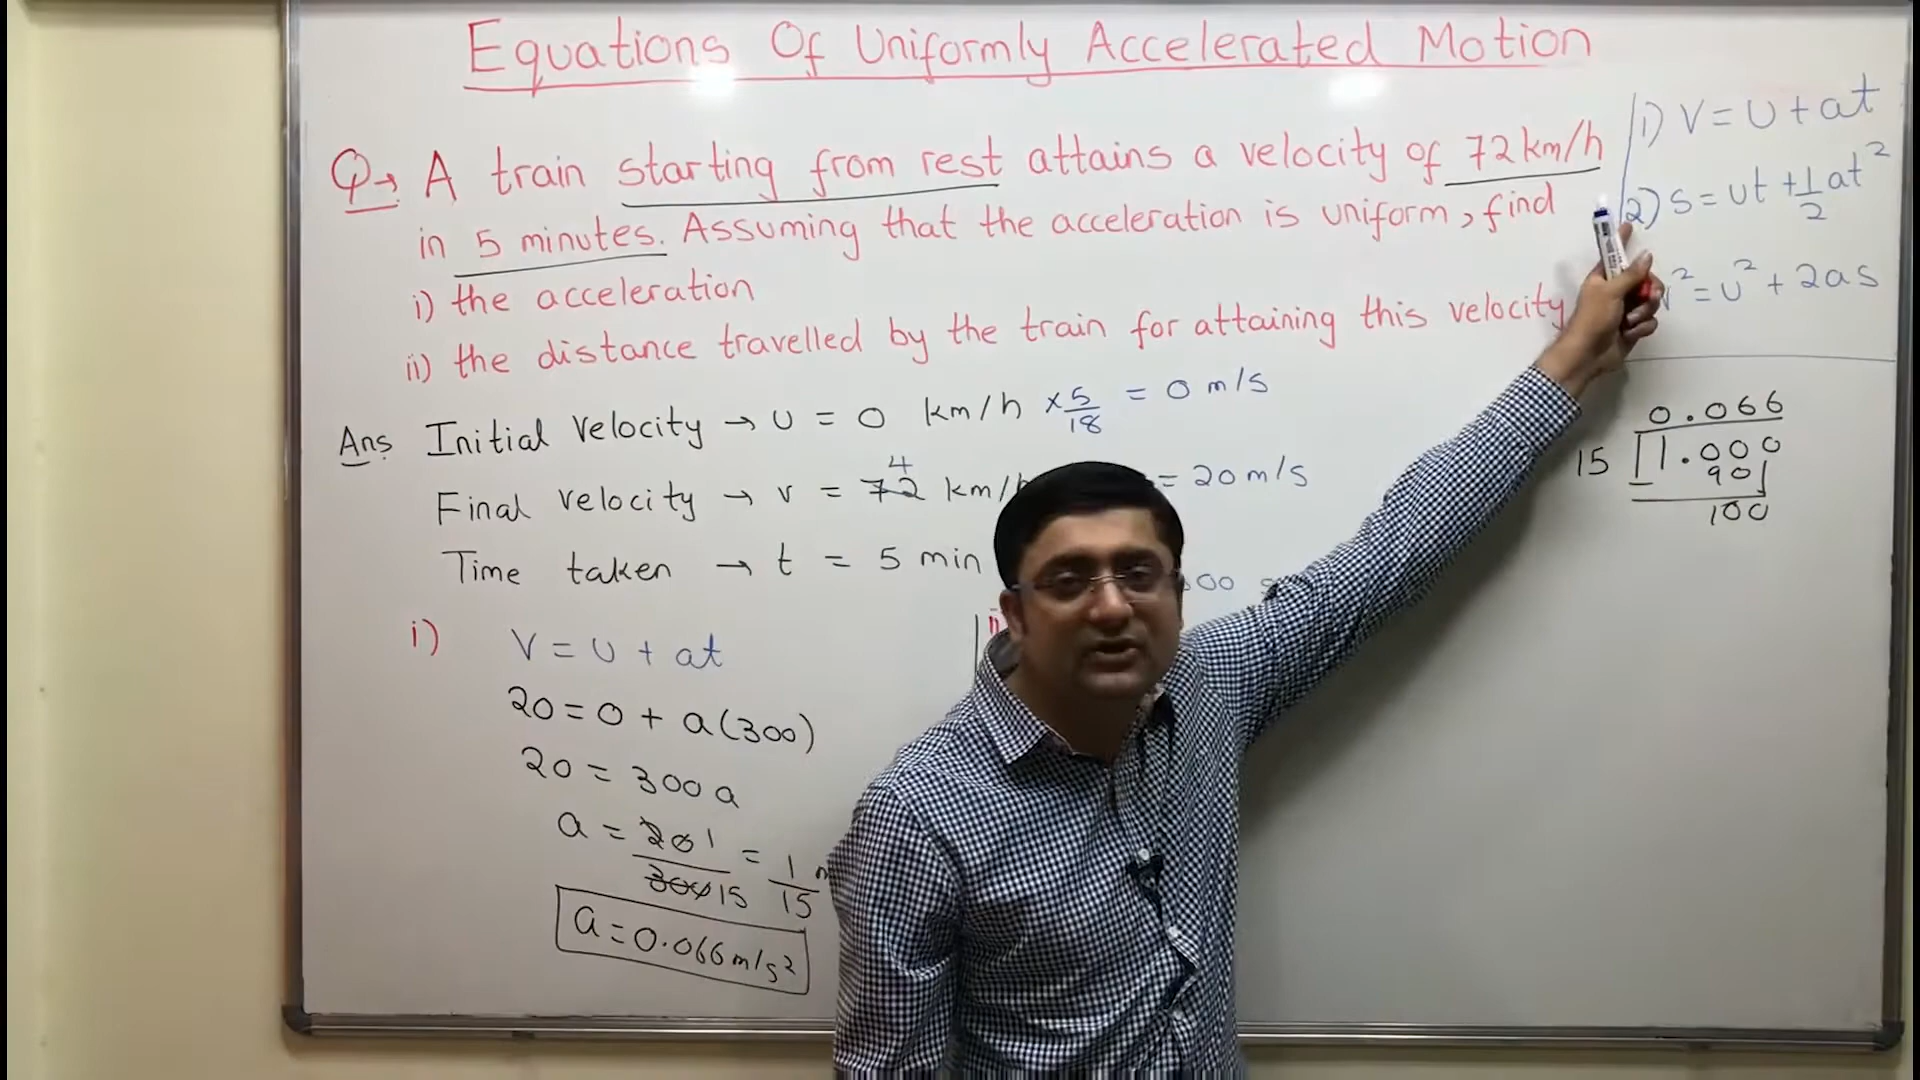 Equations Of Uniformly Accelerated Motion
Q→ A train starting from rest attains a velocity of 72 km/h
in 5 minutes. Assuming that the acceleration is uniform, find
i) the acceleration
ii) the distance travelled by the train for attaining this velocity
1) V = U + at
2) S = Ut + 1/2 at²
V² = U² + 2as
Ans Initial Velocity → U = 0 km/h × 5/18 = 0 m/s
Final velocity → v = 72 4 km/h = 20 m/s
Time taken → t = 5 min
i) V = U + at
20 = 0 + a(300)
20 = 300 a
a = 20 1 / 300 15 = 1/15
a = 0.066 m/s²
0.066
15 1.000
90
100